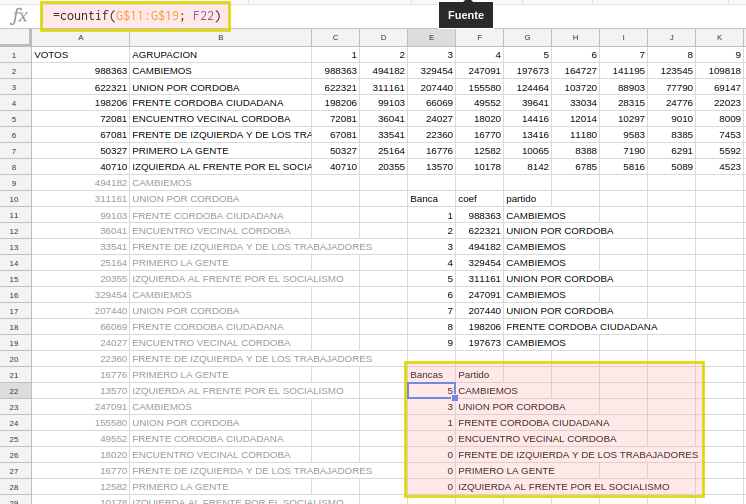 fx =countif(G$11:G$19; F22)
Fuente
A B C D E F G H I J K
1 VOTOS AGRUPACION 1 2 3 4 5 6 7 8 9
2 988363 CAMBIEMOS 988363 494182 329454 247091 197673 164727 141195 123545 109818
3 622321 UNION POR CORDOBA 622321 311161 207440 155580 124464 103720 88903 77790 69147
4 198206 FRENTE CORDOBA CIUDADANA 198206 99103 66069 49552 39641 33034 28315 24776 22023
5 72081 ENCUENTRO VECINAL CORDOBA 72081 36041 24027 18020 14416 12014 10297 9010 8009
6 67081 FRENTE DE IZQUIERDA Y DE LOS TRA 67081 33541 22360 16770 13416 11180 9583 8385 7453
7 50327 PRIMERO LA GENTE 50327 25164 16776 12582 10065 8388 7190 6291 5592
8 40710 IZQUIERDA AL FRENTE POR EL SOCIA 40710 20355 13570 10178 8142 6785 5816 5089 4523
9 494182 CAMBIEMOS
10 311161 UNION POR CORDOBA Banca coef partido
11 99103 FRENTE CORDOBA CIUDADANA 1 988363 CAMBIEMOS
12 36041 ENCUENTRO VECINAL CORDOBA 2 622321 UNION POR CORDOBA
13 33541 FRENTE DE IZQUIERDA Y DE LOS TRABAJADORES 3 494182 CAMBIEMOS
14 25164 PRIMERO LA GENTE 4 329454 CAMBIEMOS
15 20355 IZQUIERDA AL FRENTE POR EL SOCIALISMO 5 311161 UNION POR CORDOBA
16 329454 CAMBIEMOS 6 247091 CAMBIEMOS
17 207440 UNION POR CORDOBA 7 207440 UNION POR CORDOBA
18 66069 FRENTE CORDOBA CIUDADANA 8 198206 FRENTE CORDOBA CIUDADANA
19 24027 ENCUENTRO VECINAL CORDOBA 9 197673 CAMBIEMOS
20 22360 FRENTE DE IZQUIERDA Y DE LOS TRABAJADORES
21 16776 PRIMERO LA GENTE Bancas Partido
22 13570 IZQUIERDA AL FRENTE POR EL SOCIALISMO 5 CAMBIEMOS
23 247091 CAMBIEMOS 3 UNION POR CORDOBA
24 155580 UNION POR CORDOBA 1 FRENTE CORDOBA CIUDADANA
25 49552 FRENTE CORDOBA CIUDADANA 0 ENCUENTRO VECINAL CORDOBA
26 18020 ENCUENTRO VECINAL CORDOBA 0 FRENTE DE IZQUIERDA Y DE LOS TRABAJADORES
27 16770 FRENTE DE IZQUIERDA Y DE LOS TRABAJADORES 0 PRIMERO LA GENTE
28 12582 PRIMERO LA GENTE 0 IZQUIERDA AL FRENTE POR EL SOCIALISMO
29 10178 IZQUIERDA AL FRENTE POR EL SOCIALISMO